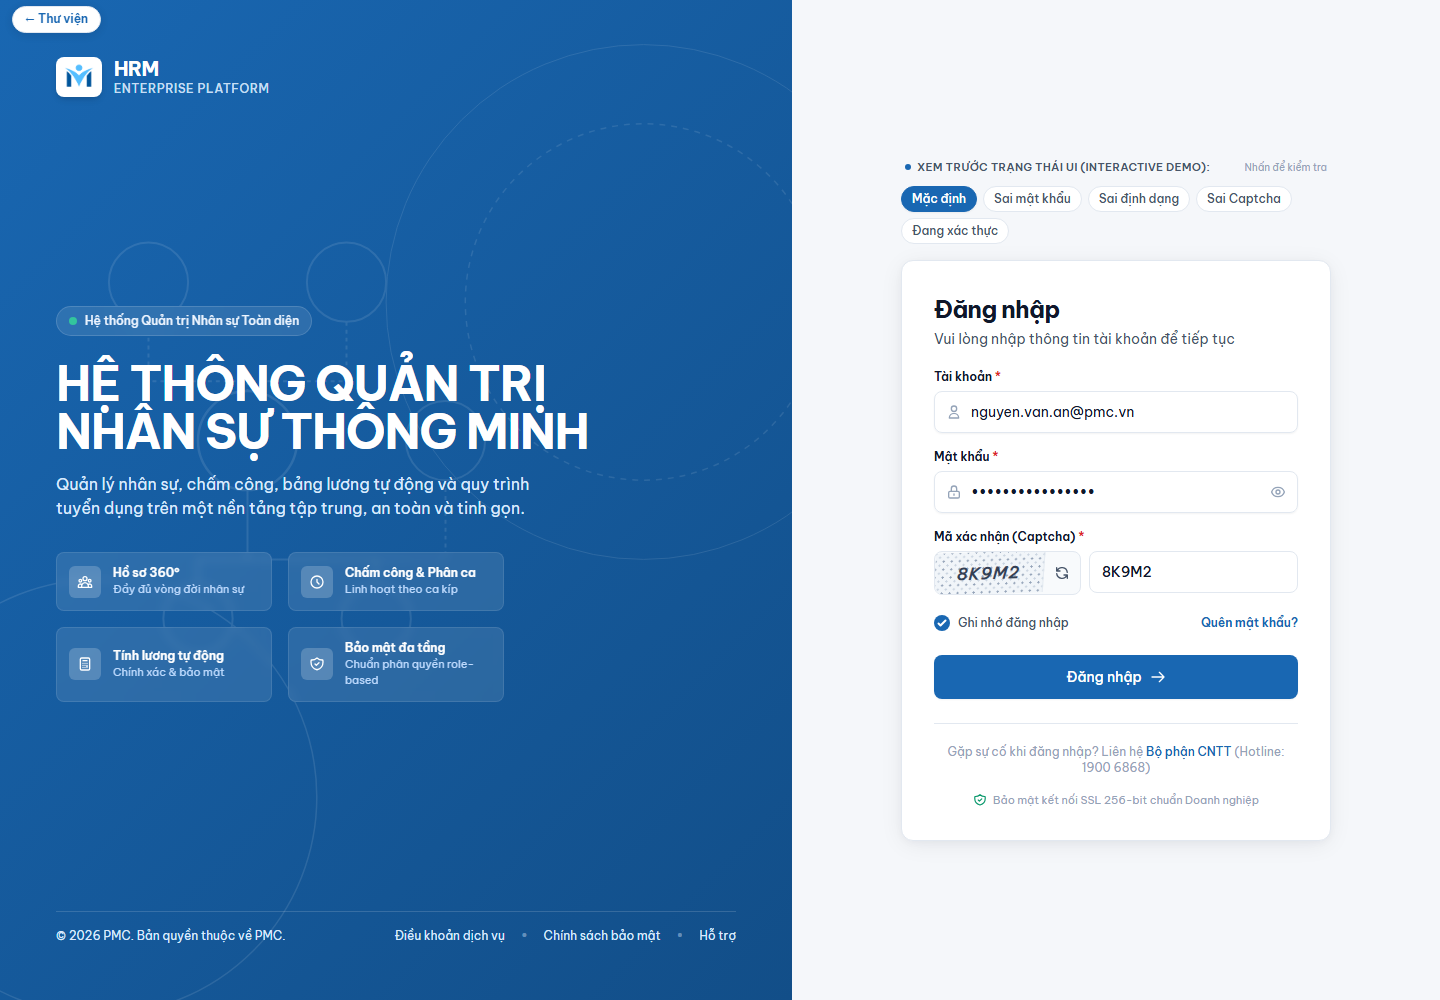 ← Thư viện
HRM
ENTERPRISE PLATFORM
Hệ thống Quản trị Nhân sự Toàn diện
HỆ THỐNG QUẢN TRỊ
NHÂN SỰ THÔNG MINH
Quản lý nhân sự, chấm công, bảng lương tự động và quy trình
tuyển dụng trên một nền tảng tập trung, an toàn và tinh gọn.
Hồ sơ 360°
Đầy đủ vòng đời nhân sự
Chấm công & Phân ca
Linh hoạt theo ca kíp
Tính lương tự động
Chính xác & bảo mật
Bảo mật đa tầng
Chuẩn phân quyền role-
based
© 2026 PMC. Bản quyền thuộc về PMC.
Điều khoản dịch vụ • Chính sách bảo mật • Hỗ trợ
XEM TRƯỚC TRẠNG THÁI UI (INTERACTIVE DEMO): Nhấn để kiểm tra
Mặc định Sai mật khẩu Sai định dạng Sai Captcha
Đang xác thực
Đăng nhập
Vui lòng nhập thông tin tài khoản để tiếp tục
Tài khoản *
nguyen.van.an@pmc.vn
Mật khẩu *
••••••••••••••••
Mã xác nhận (Captcha) *
8K9M2 8K9M2
Ghi nhớ đăng nhập Quên mật khẩu?
Đăng nhập →
Gặp sự cố khi đăng nhập? Liên hệ Bộ phận CNTT (Hotline:
1900 6868)
Bảo mật kết nối SSL 256-bit chuẩn Doanh nghiệp